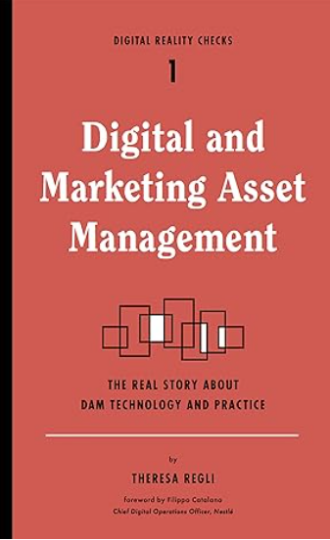 DIGITAL REALITY CHECKS
1
Digital and
Marketing Asset
Management
THE REAL STORY ABOUT
DAM TECHNOLOGY AND PRACTICE
by
THERESA REGLI
foreword by Filippo Catalano
Chief Digital Operations Officer, Nestlé